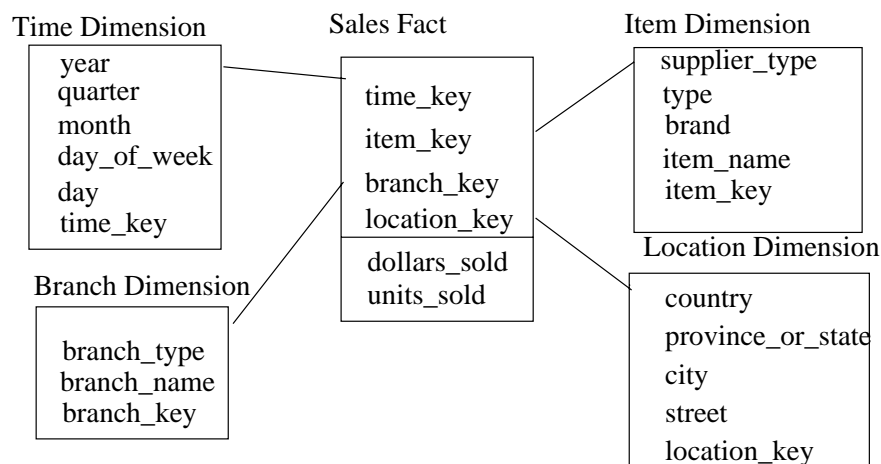 Time Dimension
year
quarter
month
day_of_week
day
time_key
Sales Fact
time_key
item_key
branch_key
location_key
dollars_sold
units_sold
Item Dimension
supplier_type
type
brand
item_name
item_key
Branch Dimension
branch_type
branch_name
branch_key
Location Dimension
country
province_or_state
city
street
location_key